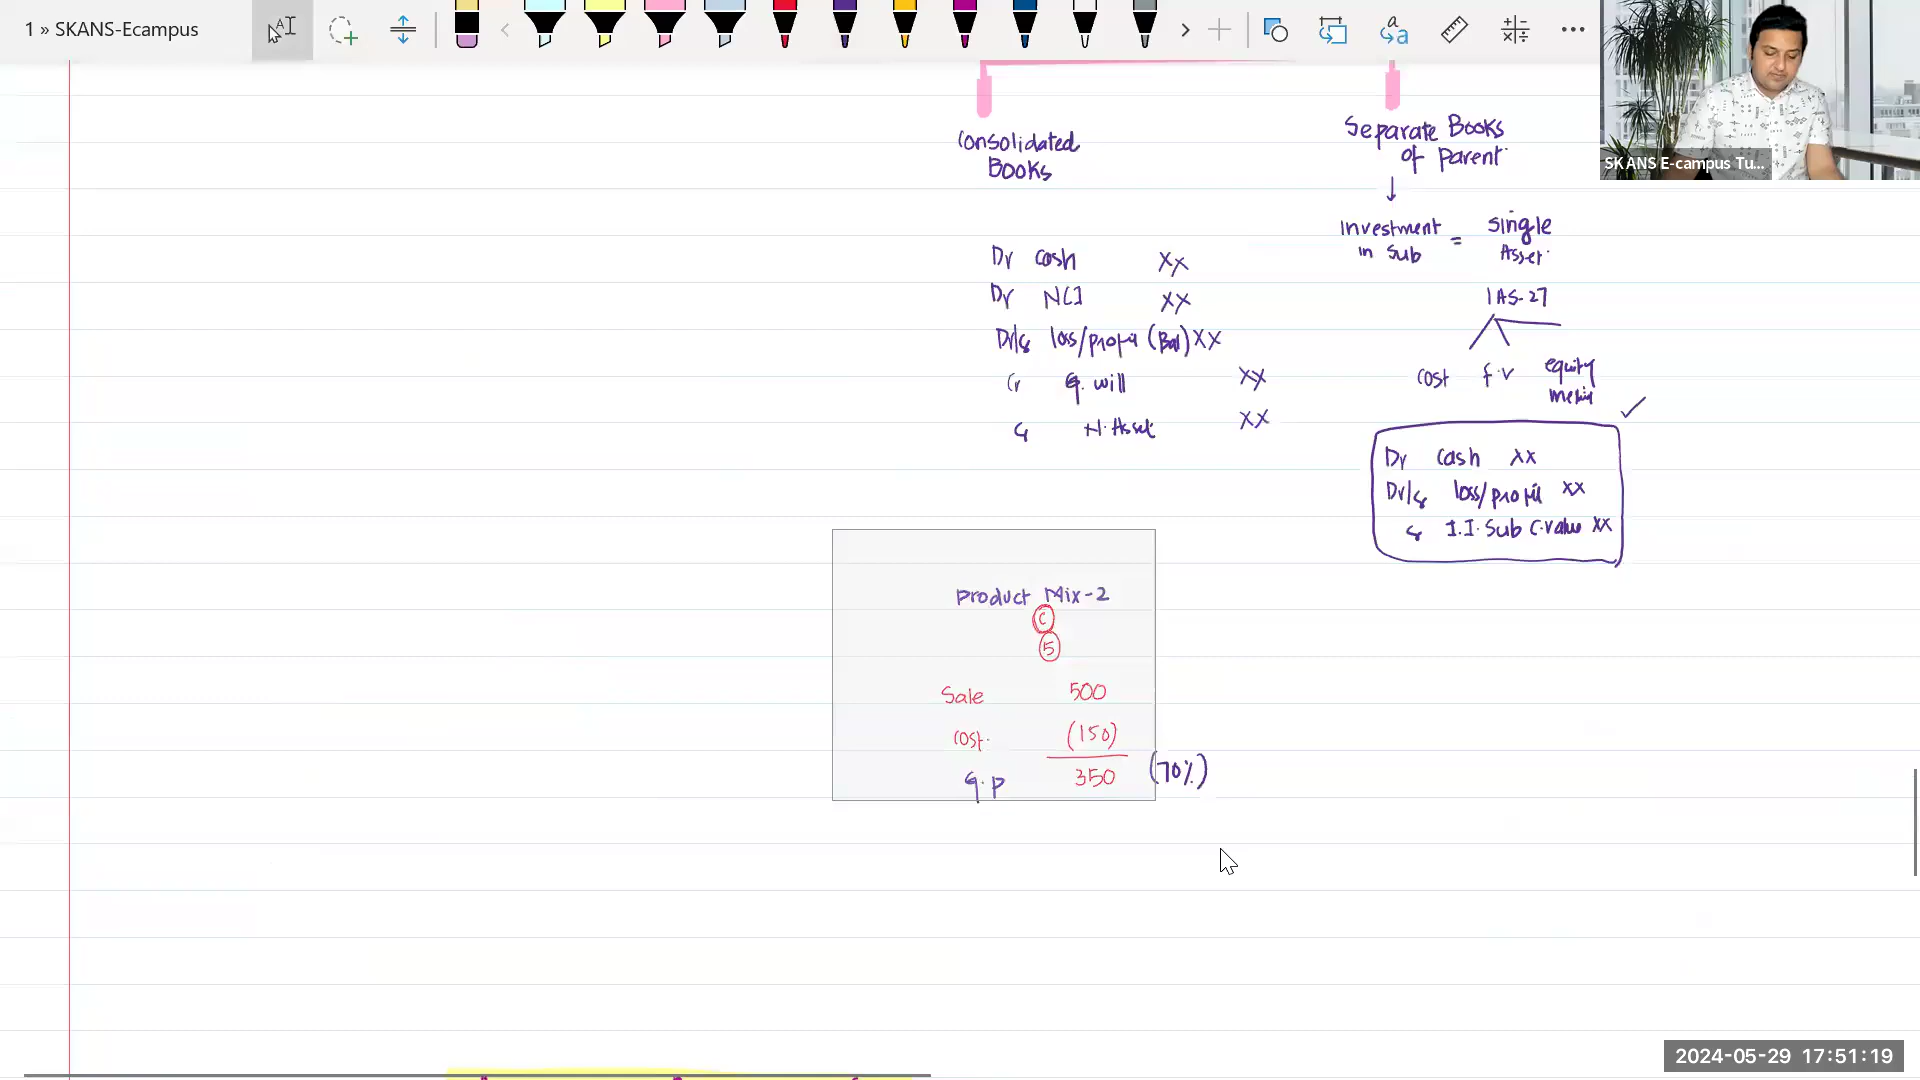 1 » SKANS-Ecampus
SKANS E-campus Tu...
Consolidated
Books
Dr cash xx
Dr NCI xx
Dr/Cr loss/profit (Bal) xx
Cr G. will xx
Cr N. Asset xx
Separate Books
of Parent
Investment
in Sub = Single
Asset
IAS-27
Cost f.v equity
Dr Cash xx
Dr/Cr loss/profit xx
Cr I.I. Sub C.value xx
Product Mix-2
C
5
Sale 500
Cost. (150)
G.P 350 (70%)
2024-05-29 17:51:19